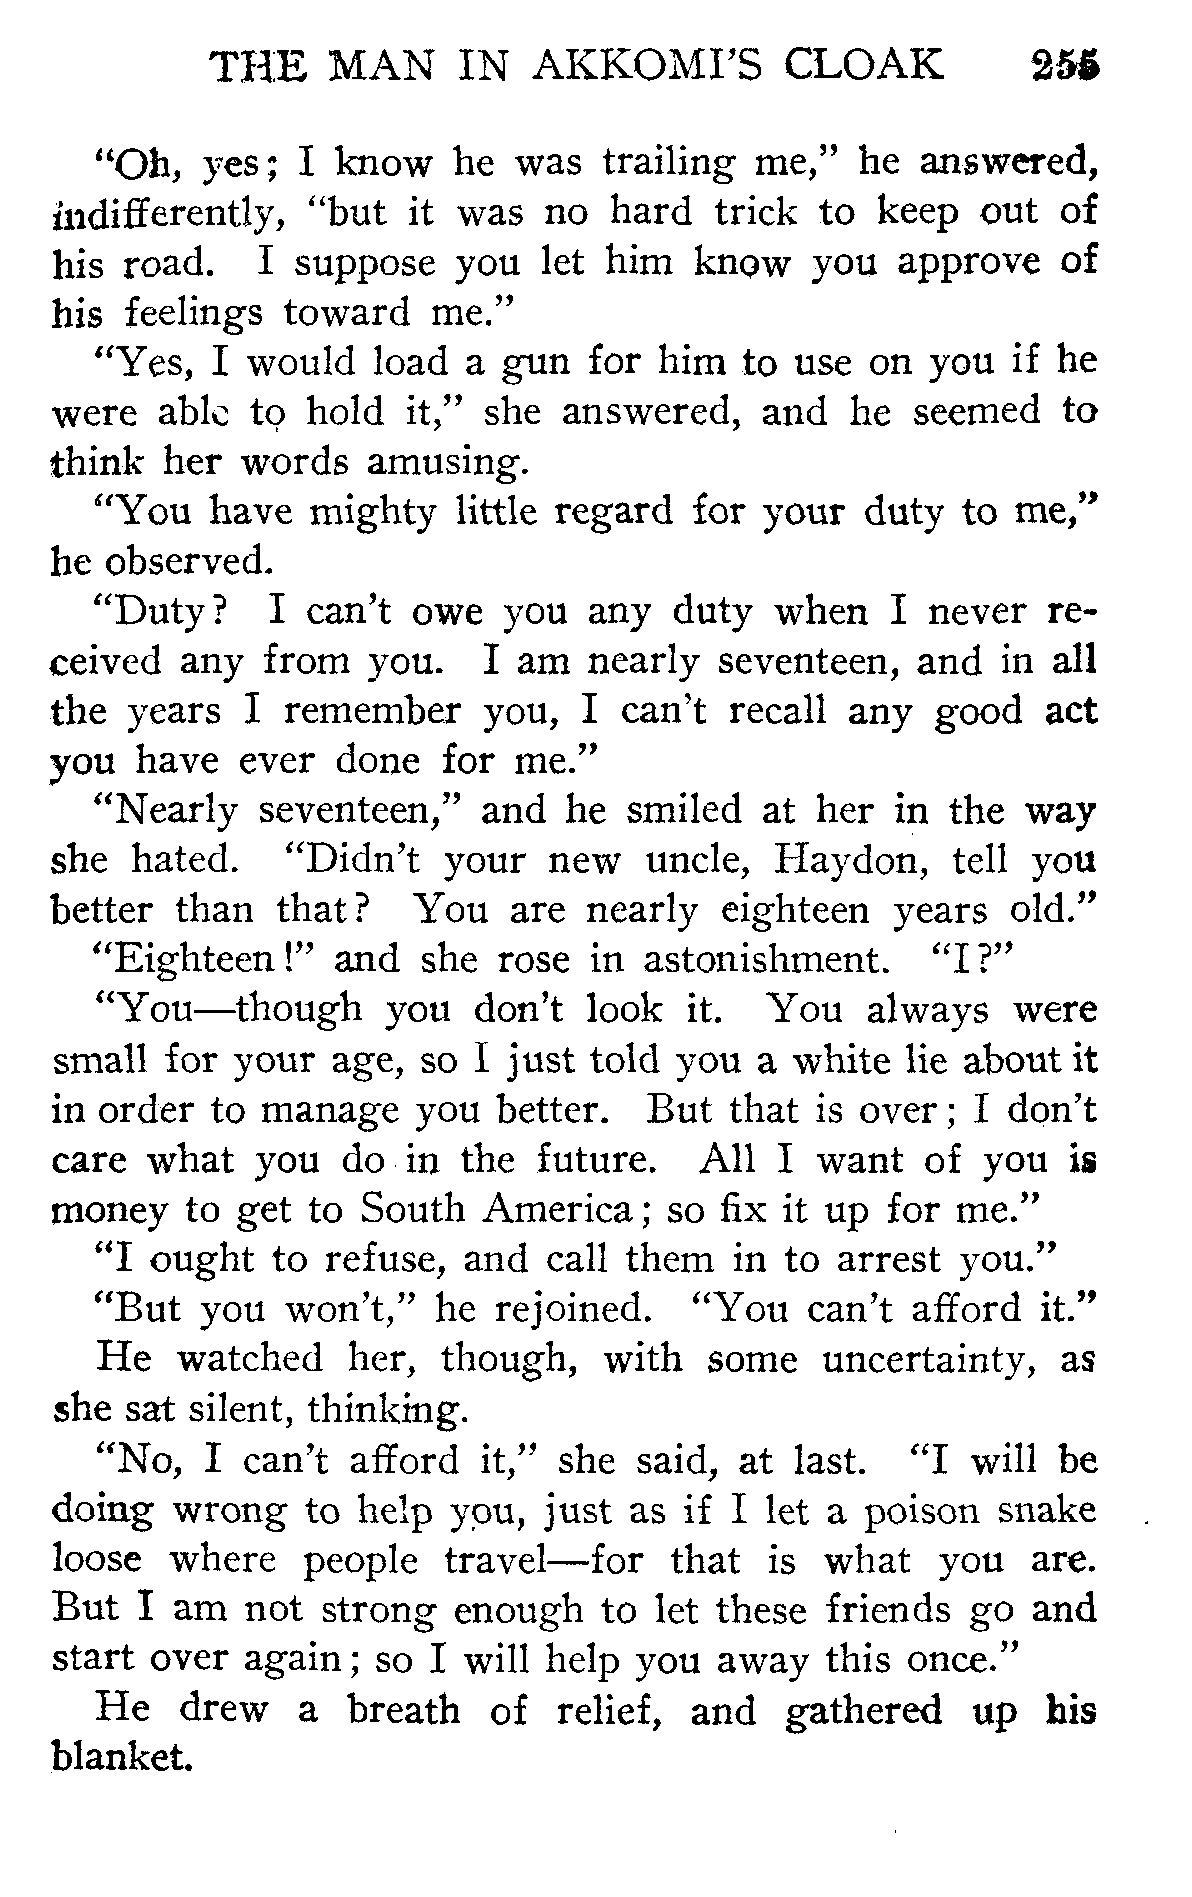 THE MAN IN AKKOMI'S CLOAK 255
"Oh, yes; I know he was trailing me," he answered,
indifferently, "but it was no hard trick to keep out of
his road. I suppose you let him know you approve of
his feelings toward me."
"Yes, I would load a gun for him to use on you if he
were able to hold it," she answered, and he seemed to
think her words amusing.
"You have mighty little regard for your duty to me,"
he observed.
"Duty? I can't owe you any duty when I never re-
ceived any from you. I am nearly seventeen, and in all
the years I remember you, I can't recall any good act
you have ever done for me."
"Nearly seventeen," and he smiled at her in the way
she hated. "Didn't your new uncle, Haydon, tell you
better than that? You are nearly eighteen years old."
"Eighteen!" and she rose in astonishment. "I?"
"You—though you don't look it. You always were
small for your age, so I just told you a white lie about it
in order to manage you better. But that is over; I don't
care what you do in the future. All I want of you is
money to get to South America; so fix it up for me."
"I ought to refuse, and call them in to arrest you."
"But you won't," he rejoined. "You can't afford it."
He watched her, though, with some uncertainty, as
she sat silent, thinking.
"No, I can't afford it," she said, at last. "I will be
doing wrong to help you, just as if I let a poison snake
loose where people travel—for that is what you are.
But I am not strong enough to let these friends go and
start over again; so I will help you away this once."
He drew a breath of relief, and gathered up his
blanket.